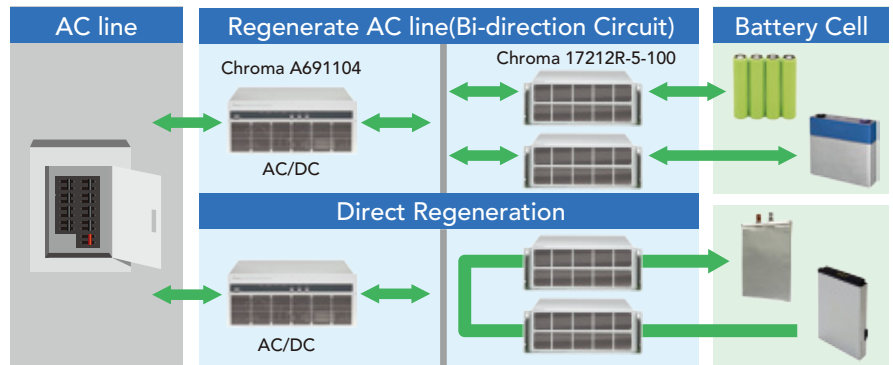 AC line
Regenerate AC line(Bi-direction Circuit)
Battery Cell
Chroma A691104
Chroma 17212R-5-100
AC/DC
Direct Regeneration
AC/DC